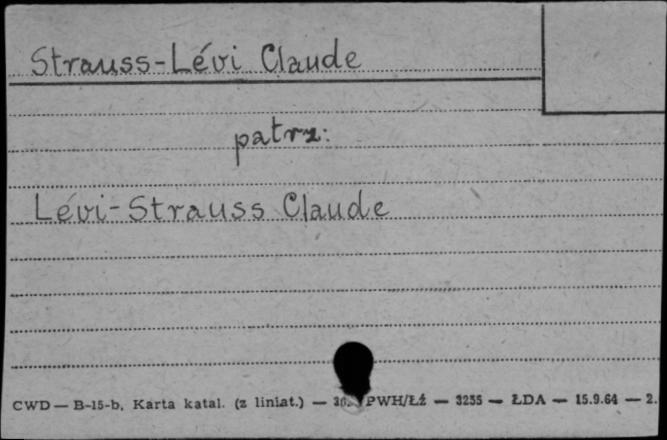 Strauss-Lévi Claude
patrz:
Lévi-Strauss Claude
CWD — B-15-b, Karta katal. (z liniat.) — PWH/Łź — 3235 — ŁDA — 15.9.64 — 2.